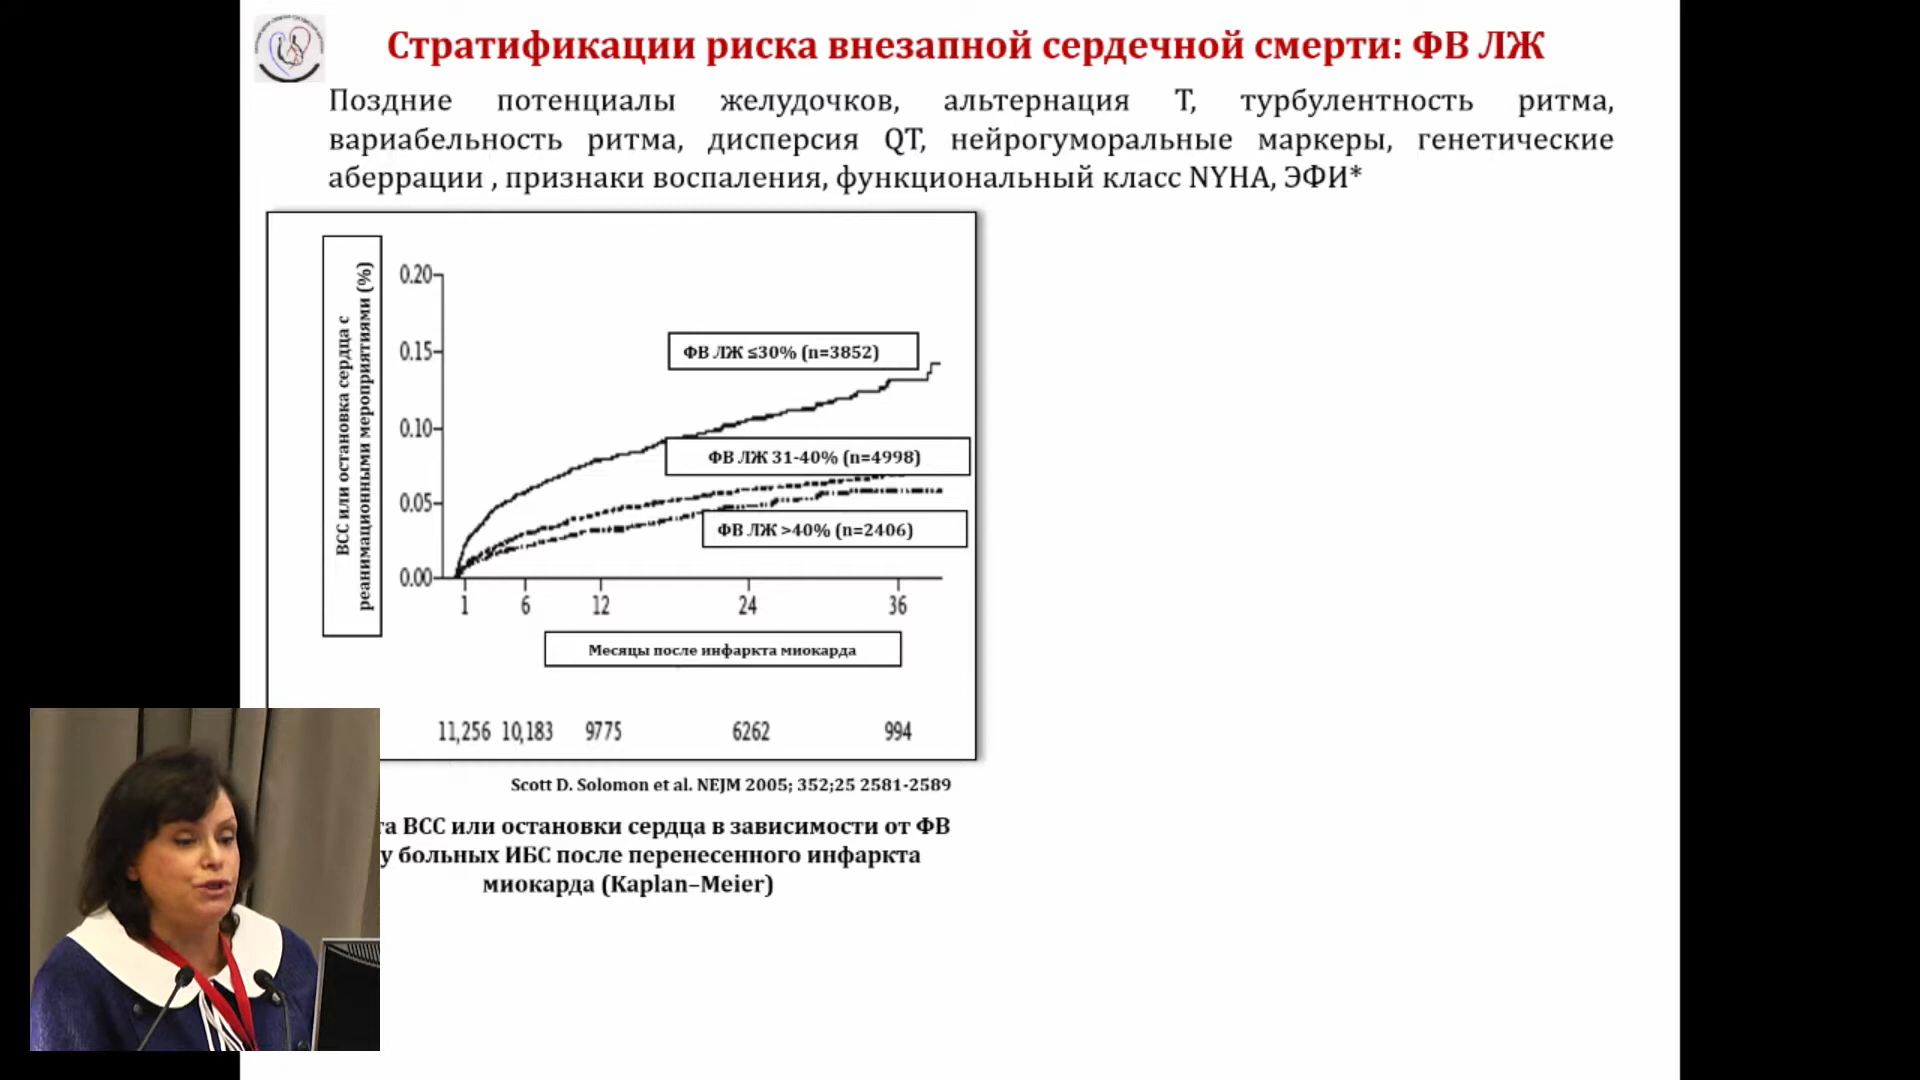 Стратификации риска внезапной сердечной смерти: ФВ ЛЖ
Поздние потенциалы желудочков, альтернация Т, турбулентность ритма,
вариабельность ритма, дисперсия QT, нейрогуморальные маркеры, генетические
аберрации , признаки воспаления, функциональный класс NYHA, ЭФИ*
ВСС или остановка сердца с
реанимационными мероприятиями (%)
0.20
0.15
0.10
0.05
0.00
ФВ ЛЖ ≤30% (n=3852)
ФВ ЛЖ 31-40% (n=4998)
ФВ ЛЖ >40% (n=2406)
1 6 12 24 36
Месяцы после инфаркта миокарда
11,256 10,183 9775 6262 994
Scott D. Solomon et al. NEJM 2005; 352;25 2581-2589
ВСС или остановки сердца в зависимости от ФВ
у больных ИБС после перенесенного инфаркта
миокарда (Kaplan–Meier)